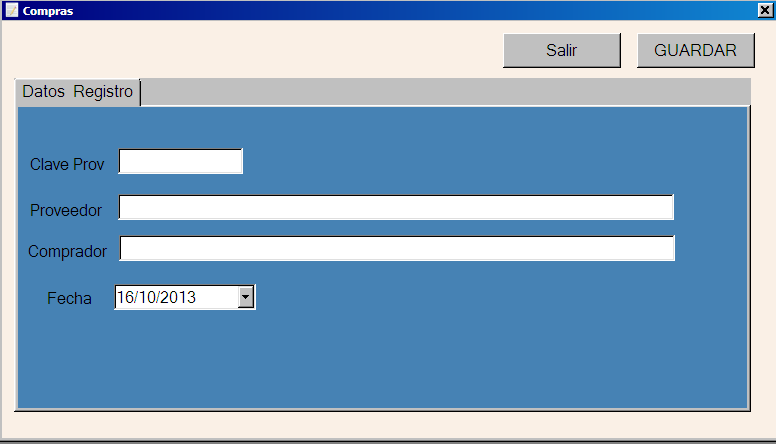 Compras
Salir GUARDAR
Datos Registro
Clave Prov
Proveedor
Comprador
Fecha 16/10/2013